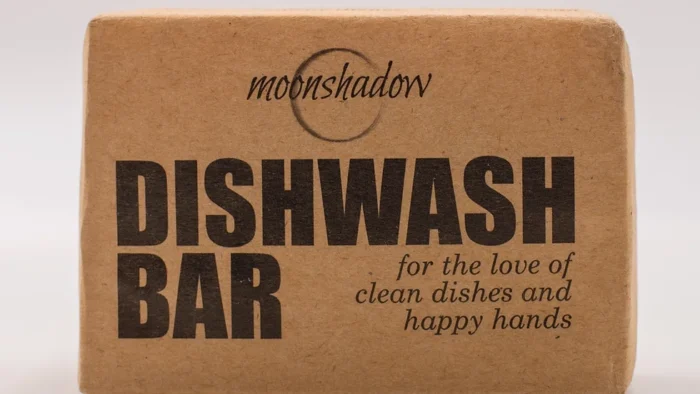 moonshadow
DISHWASH
BAR
for the love of
clean dishes and
happy hands